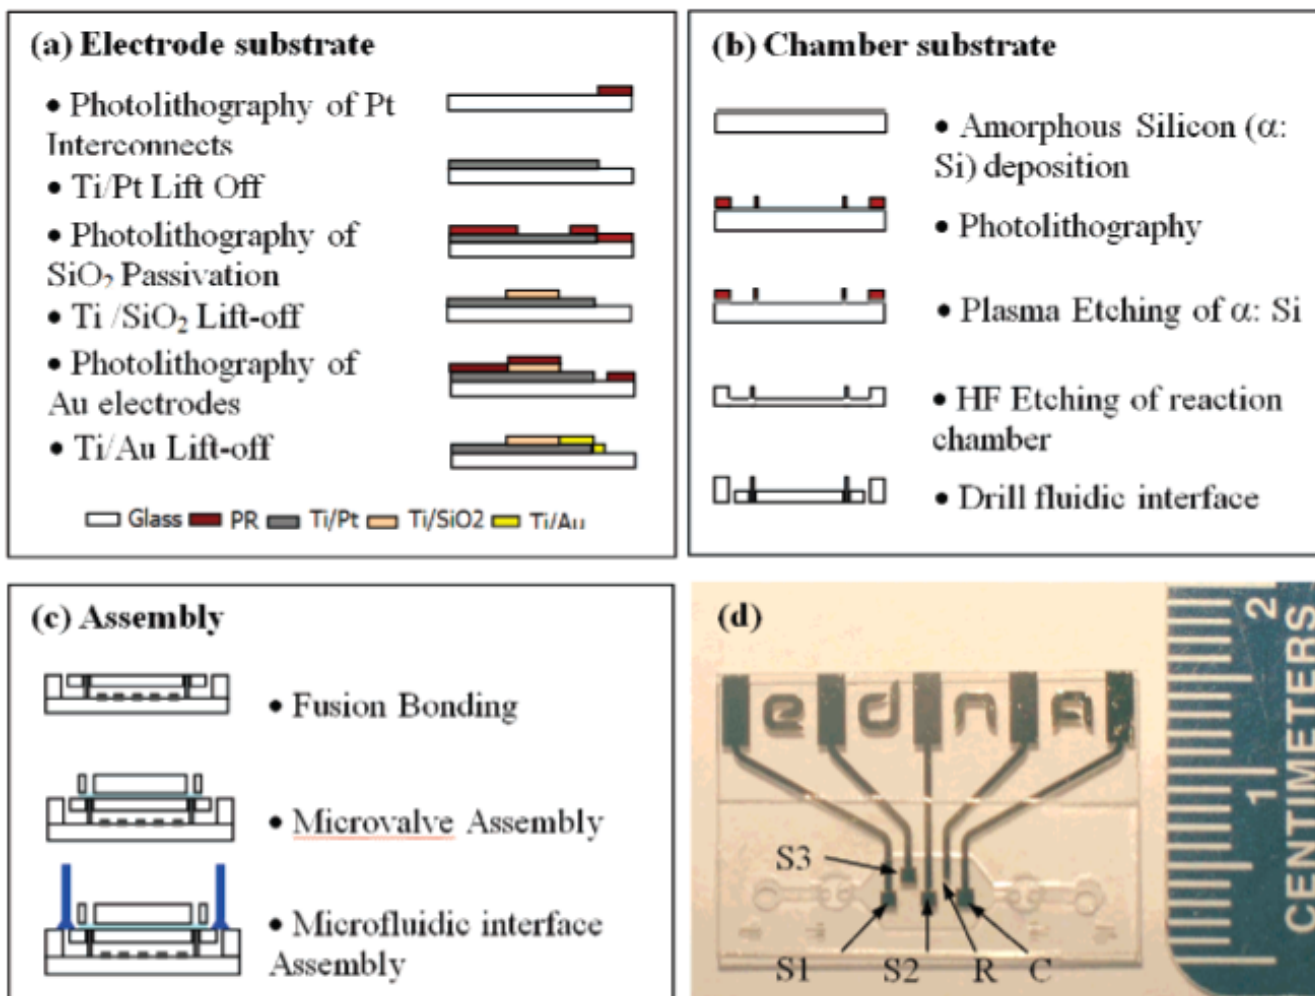 (a) Electrode substrate
• Photolithography of Pt
Interconnects
• Ti/Pt Lift Off
• Photolithography of
SiO₂ Passivation
• Ti /SiO₂ Lift-off
• Photolithography of
Au electrodes
• Ti/Au Lift-off
Glass PR Ti/Pt Ti/SiO2 Ti/Au
(b) Chamber substrate
• Amorphous Silicon (α:
Si) deposition
• Photolithography
• Plasma Etching of α: Si
• HF Etching of reaction
chamber
• Drill fluidic interface
(c) Assembly
• Fusion Bonding
• Microvalve Assembly
• Microfluidic interface
Assembly
(d)
e d n A
S3
S1 S2 R C
1 2
CENTIMETERS